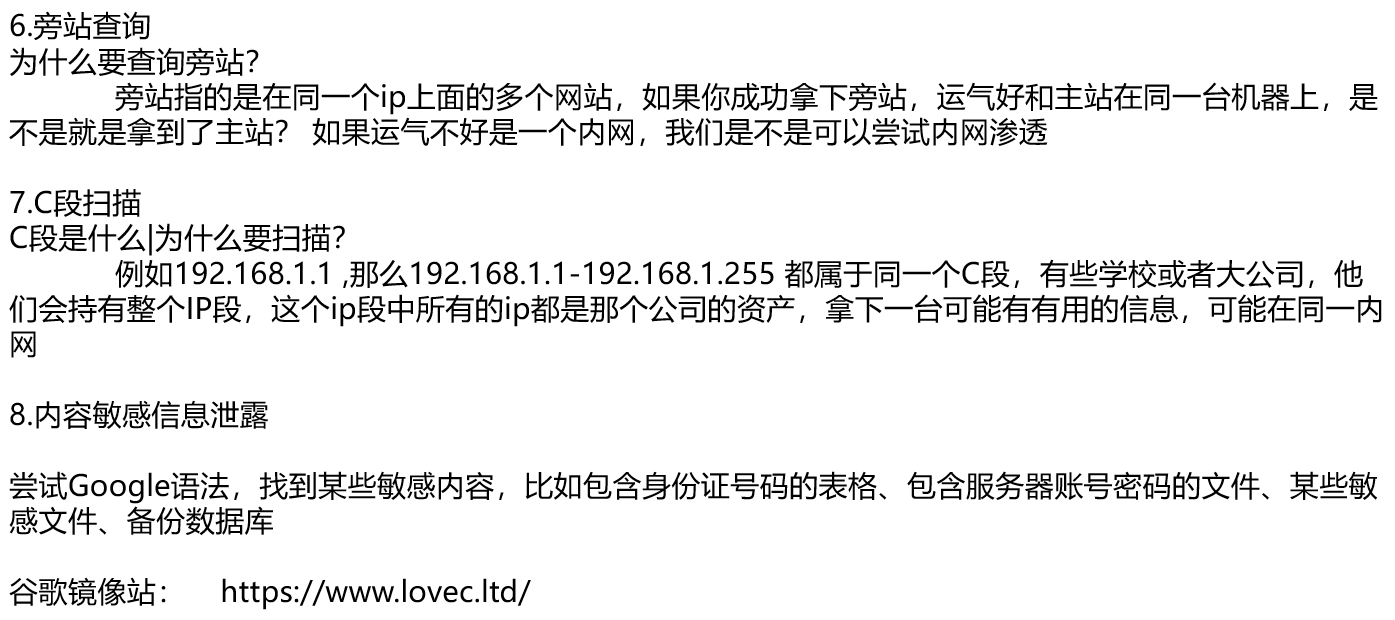 6.旁站查询
为什么要查询旁站？
旁站指的是在同一个ip上面的多个网站，如果你成功拿下旁站，运气好和主站在同一台机器上，是
不是就是拿到了主站？ 如果运气不好是一个内网，我们是不是可以尝试内网渗透
7.C段扫描
C段是什么|为什么要扫描？
例如192.168.1.1 ,那么192.168.1.1-192.168.1.255 都属于同一个C段，有些学校或者大公司，他
们会持有整个IP段，这个ip段中所有的ip都是那个公司的资产，拿下一台可能有有用的信息，可能在同一内
网
8.内容敏感信息泄露
尝试Google语法，找到某些敏感内容，比如包含身份证号码的表格、包含服务器账号密码的文件、某些敏
感文件、备份数据库
谷歌镜像站： https://www.lovec.ltd/